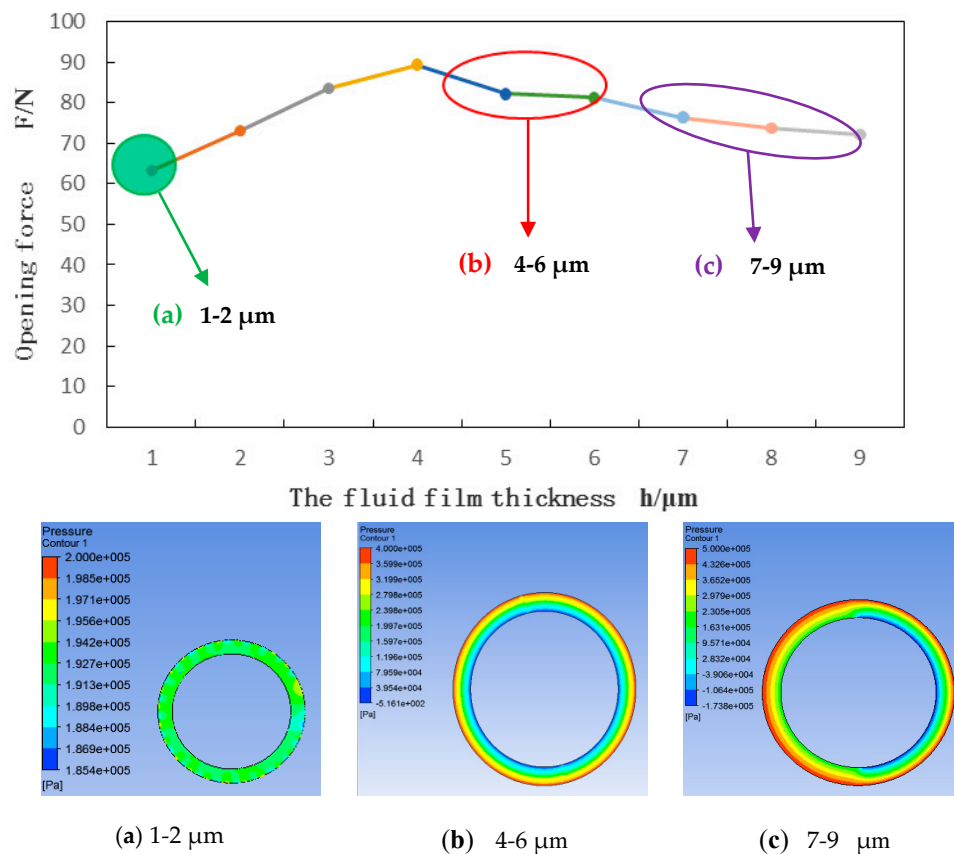 100
90
80
70
60
50
40
30
20
10
0
Opening force F/N
(a) 1-2 μm
(b) 4-6 μm
(c) 7-9 μm
1 2 3 4 5 6 7 8 9
The fluid film thickness h/μm
Pressure
Contour 1
2.000e+005
1.985e+005
1.971e+005
1.956e+005
1.942e+005
1.927e+005
1.913e+005
1.898e+005
1.884e+005
1.869e+005
1.854e+005
[Pa]
Pressure
Contour 1
4.000e+005
3.599e+005
3.199e+005
2.798e+005
2.398e+005
1.997e+005
1.597e+005
1.196e+005
7.959e+004
3.954e+004
-5.161e+002
[Pa]
Pressure
Contour 1
5.000e+005
4.326e+005
3.652e+005
2.979e+005
2.305e+005
1.631e+005
9.571e+004
2.832e+004
-3.906e+004
-1.064e+005
-1.738e+005
[Pa]
(a) 1-2 μm
(b) 4-6 μm
(c) 7-9 μm